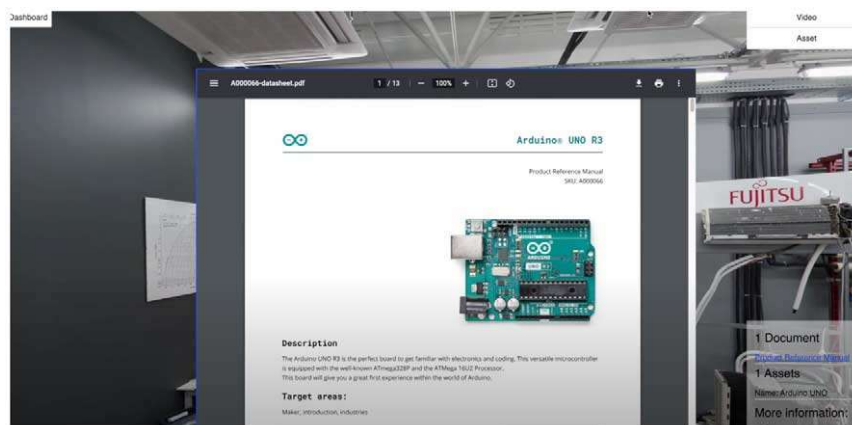 Dashboard
Video
Asset
A000066-datasheet.pdf
1 / 13
100%
Arduino® UNO R3
Product Reference Manual
SKU: A000066
ARDUINO
UNO
FUJITSU
Description
The Arduino UNO R3 is the perfect board to get familiar with electronics and coding. This versatile microcontroller
is equipped with the well-known ATmega328P and the ATMega 16U2 Processor.
This board will give you a great first experience within the world of Arduino.
Target areas:
Maker, introduction, industries
1 Document
Product Reference Manual
1 Assets
Name: Arduino UNO
More Information: